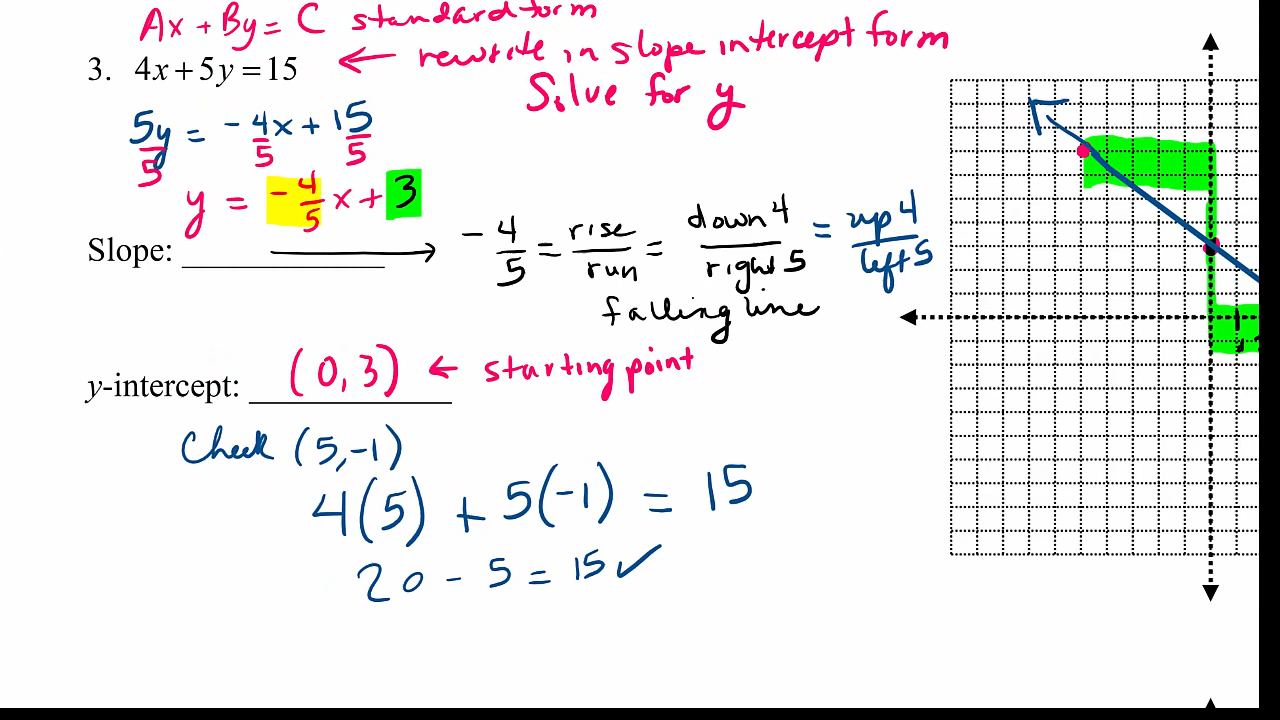 Ax + By = C standard form
3. 4x + 5y = 15 ← rewrite in slope intercept form
Solve for y
5y/5 = -4x/5 + 15/5
y = -4/5 x + 3
Slope: ____________ → -4/5 = rise/run = down 4/right 5 = up 4/left 5
falling line
y-intercept: (0, 3) ← starting point
Check (5, -1)
4(5) + 5(-1) = 15
20 - 5 = 15 ✓